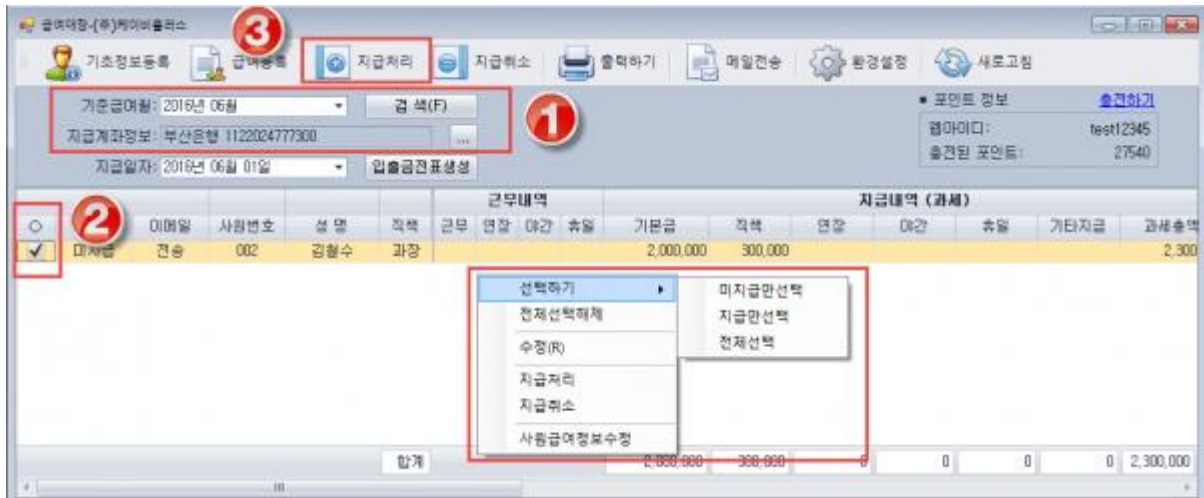 급여대장-(주)케이비플러스
3
기초정보등록 급여등록 지급처리 지급취소 출력하기 메일전송 환경설정 새로고침
기준급여월: 2016년 06월 검 색(F)
1
● 포인트 정보 충전하기
지급계좌정보: 부산은행 1122024777300 ...
웹아이디: test12345
지급일자: 2016년 06월 01일 입출금전표생성
충전된 포인트: 27540
근무내역 지급내역 (과세)
2
이메일 사원번호 성 명 직책 근무 연장 야간 휴일 기본급 직책 연장 야간 휴일 기타지급 과세총액
미지급 전송 002 김철수 과장 2,000,000 300,000 2,300
선택하기 미지급만선택
전체선택해제 지급만선택
수정(R) 전체선택
지급처리
지급취소
사원급여정보수정
합계 2,000,000 300,000 0 0 0 0 2,300,000